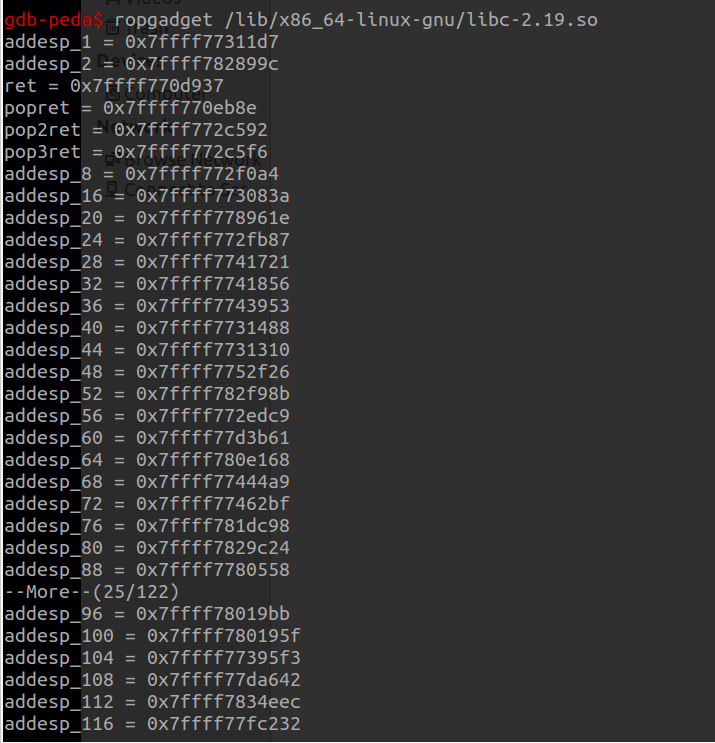 gdb-peda$ ropgadget /lib/x86_64-linux-gnu/libc-2.19.so
addesp_1 = 0x7ffff77311d7
addesp_2 = 0x7ffff782899c
ret = 0x7ffff770d937
popret = 0x7ffff770eb8e
pop2ret = 0x7ffff772c592
pop3ret = 0x7ffff772c5f6
Browse Network
addesp_8 = 0x7ffff772f0a4
addesp_16 = 0x7ffff773083a
addesp_20 = 0x7ffff778961e
addesp_24 = 0x7ffff772fb87
addesp_28 = 0x7ffff7741721
addesp_32 = 0x7ffff7741856
addesp_36 = 0x7ffff7743953
addesp_40 = 0x7ffff7731488
addesp_44 = 0x7ffff7731310
addesp_48 = 0x7ffff7752f26
addesp_52 = 0x7ffff782f98b
addesp_56 = 0x7ffff772edc9
addesp_60 = 0x7ffff77d3b61
addesp_64 = 0x7ffff780e168
addesp_68 = 0x7ffff77444a9
addesp_72 = 0x7ffff77462bf
addesp_76 = 0x7ffff781dc98
addesp_80 = 0x7ffff7829c24
addesp_88 = 0x7ffff7780558
--More--(25/122)
addesp_96 = 0x7ffff78019bb
addesp_100 = 0x7ffff780195f
addesp_104 = 0x7ffff77395f3
addesp_108 = 0x7ffff77da642
addesp_112 = 0x7ffff7834eec
addesp_116 = 0x7ffff77fc232